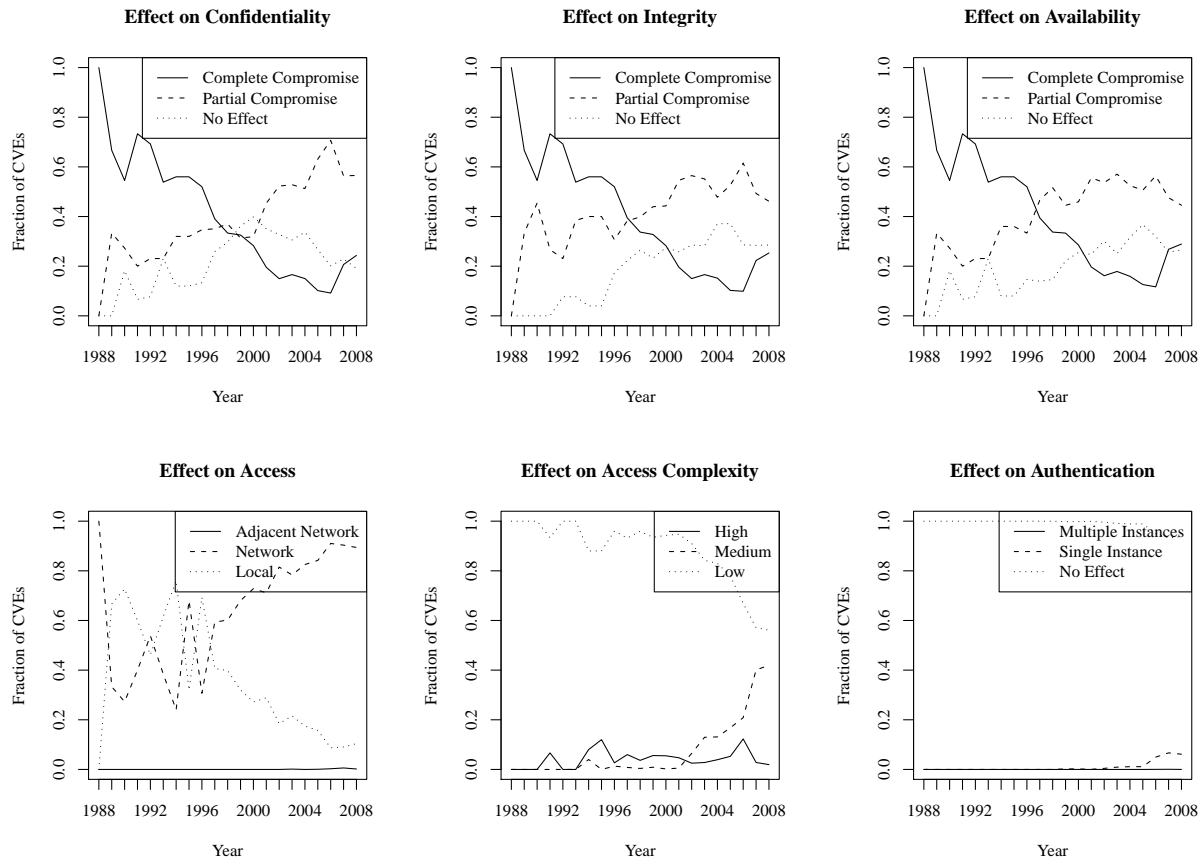 Effect on Confidentiality
Fraction of CVEs
0.0 0.2 0.4 0.6 0.8 1.0
Complete Compromise
Partial Compromise
No Effect
1988 1992 1996 2000 2004 2008
Year
Effect on Integrity
Fraction of CVEs
0.0 0.2 0.4 0.6 0.8 1.0
Complete Compromise
Partial Compromise
No Effect
1988 1992 1996 2000 2004 2008
Year
Effect on Availability
Fraction of CVEs
0.0 0.2 0.4 0.6 0.8 1.0
Complete Compromise
Partial Compromise
No Effect
1988 1992 1996 2000 2004 2008
Year
Effect on Access
Fraction of CVEs
0.0 0.2 0.4 0.6 0.8 1.0
Adjacent Network
Network
Local
1988 1992 1996 2000 2004 2008
Year
Effect on Access Complexity
Fraction of CVEs
0.0 0.2 0.4 0.6 0.8 1.0
High
Medium
Low
1988 1992 1996 2000 2004 2008
Year
Effect on Authentication
Fraction of CVEs
0.0 0.2 0.4 0.6 0.8 1.0
Multiple Instances
Single Instance
No Effect
1988 1992 1996 2000 2004 2008
Year